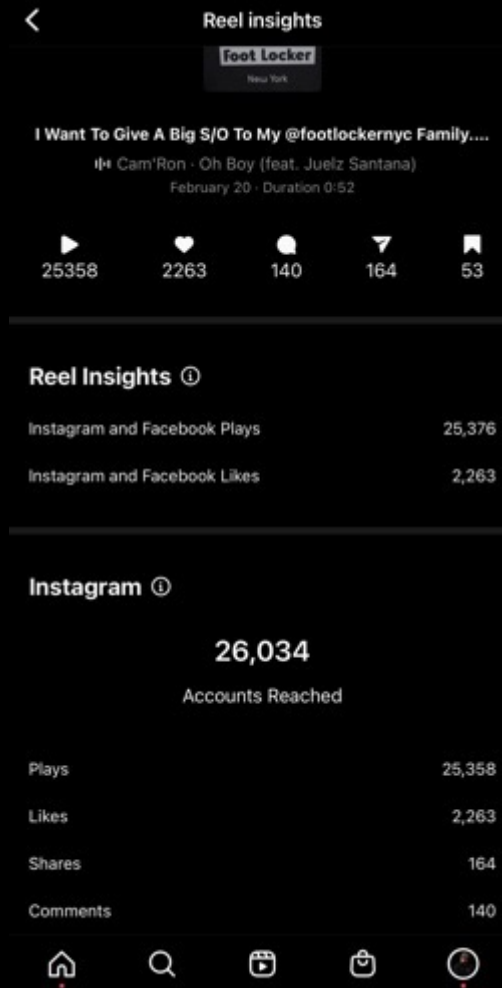 Reel insights
Foot Locker
New York
I Want To Give A Big S/O To My @footlockernyc Family....
Cam'Ron · Oh Boy (feat. Juelz Santana)
February 20 · Duration 0:52
25358 2263 140 164 53
Reel Insights
Instagram and Facebook Plays 25,376
Instagram and Facebook Likes 2,263
Instagram
26,034
Accounts Reached
Plays 25,358
Likes 2,263
Shares 164
Comments 140